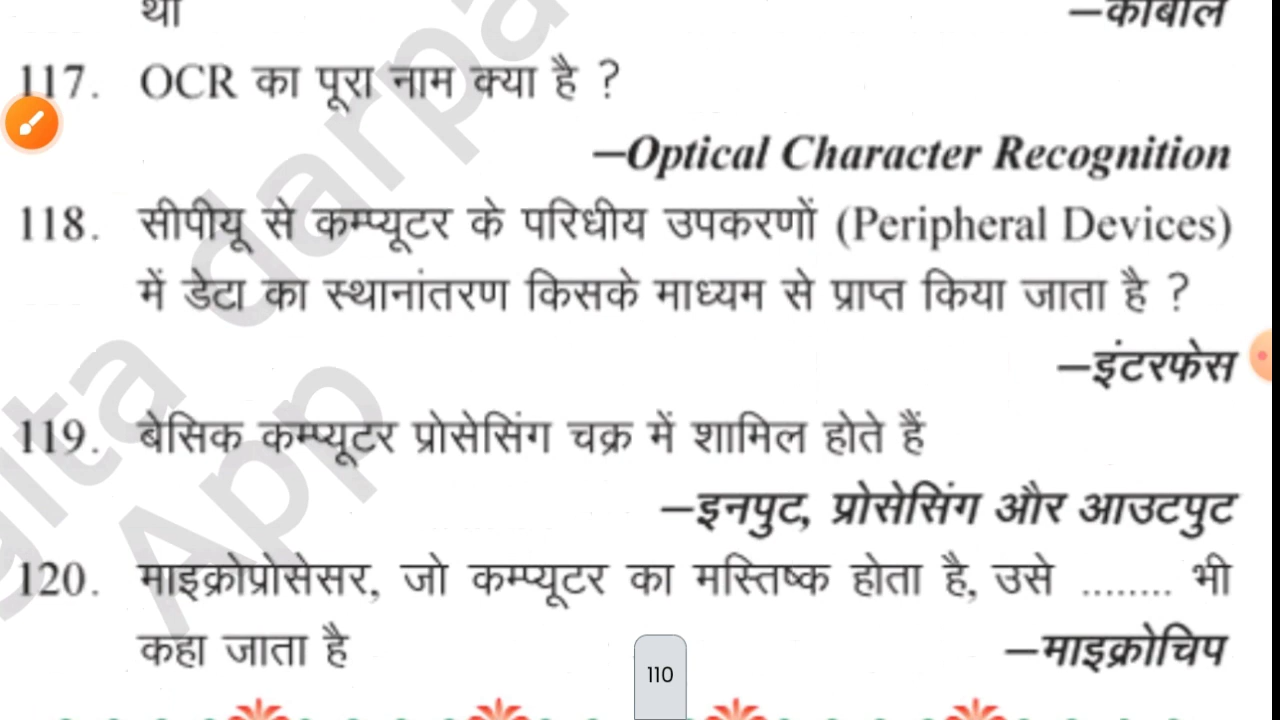 था —कोबोल
117. OCR का पूरा नाम क्या है ?
—Optical Character Recognition
118. सीपीयू से कम्प्यूटर के परिधीय उपकरणों (Peripheral Devices)
में डेटा का स्थानांतरण किसके माध्यम से प्राप्त किया जाता है ?
—इंटरफेस
119. बेसिक कम्प्यूटर प्रोसेसिंग चक्र में शामिल होते हैं
—इनपुट, प्रोसेसिंग और आउटपुट
120. माइक्रोप्रोसेसर, जो कम्प्यूटर का मस्तिष्क होता है, उसे ........ भी
कहा जाता है —माइक्रोचिप
110
App